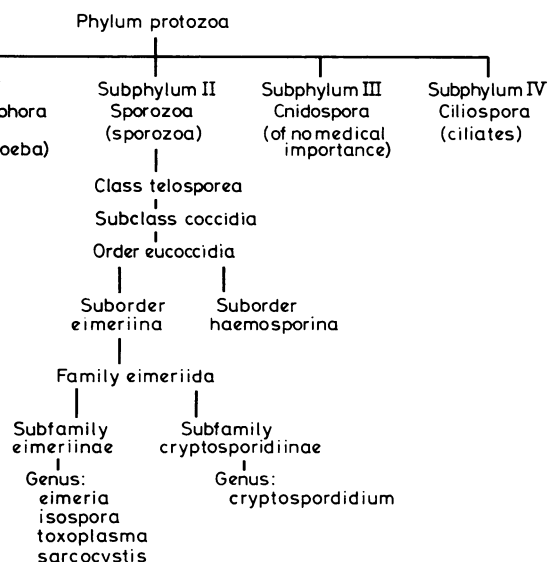 Phylum protozoa
phora
oeba)
Subphylum II
Sporozoa
(sporozoa)
Subphylum III
Cnidospora
(of no medical
importance)
Subphylum IV
Ciliospora
(ciliates)
Class telosporea
Subclass coccidia
Order eucoccidia
Suborder
eimeriina
Suborder
haemosporina
Family eimeriida
Subfamily
eimeriinae
Genus:
eimeria
isospora
toxoplasma
sarcocystis
Subfamily
cryptosporidiinae
Genus:
cryptospordidium